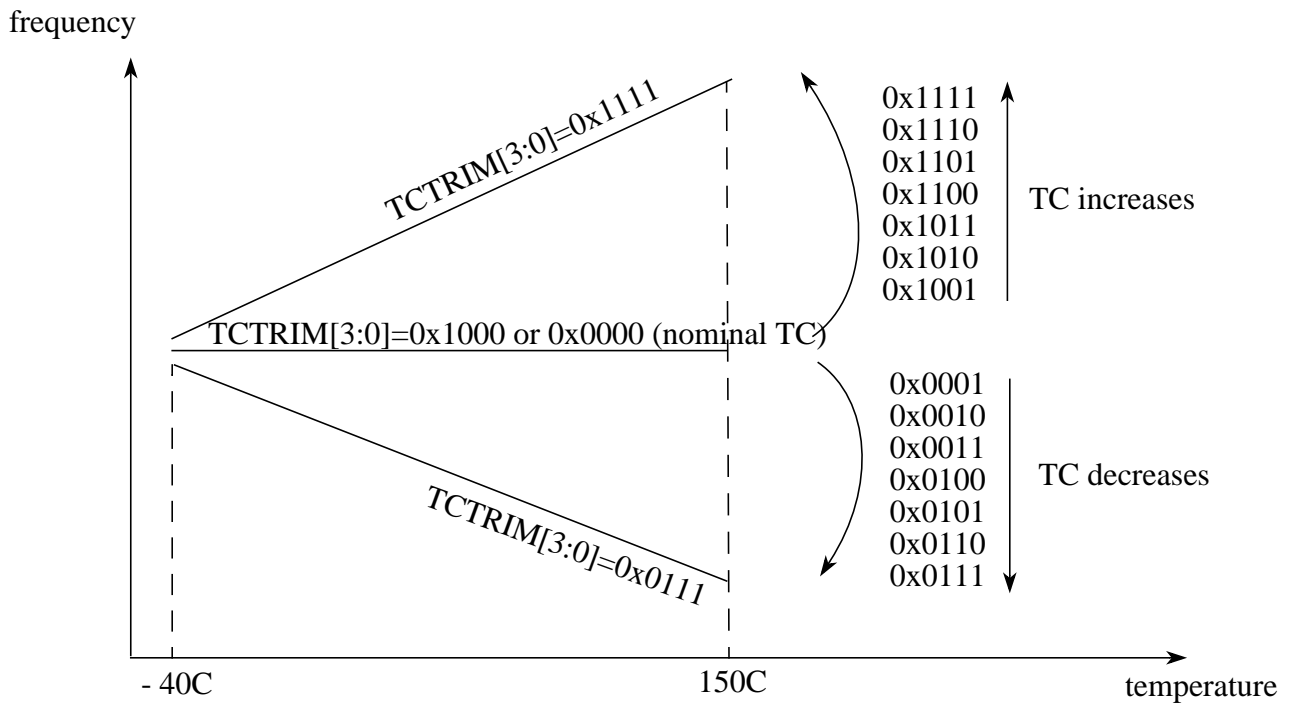 frequency
TCTRIM[3:0]=0x1111
0x1111
0x1110
0x1101
0x1100
0x1011
0x1010
0x1001
TC increases
TCTRIM[3:0]=0x1000 or 0x0000 (nominal TC)
0x0001
0x0010
0x0011
0x0100
0x0101
0x0110
0x0111
TC decreases
TCTRIM[3:0]=0x0111
- 40C
150C
temperature